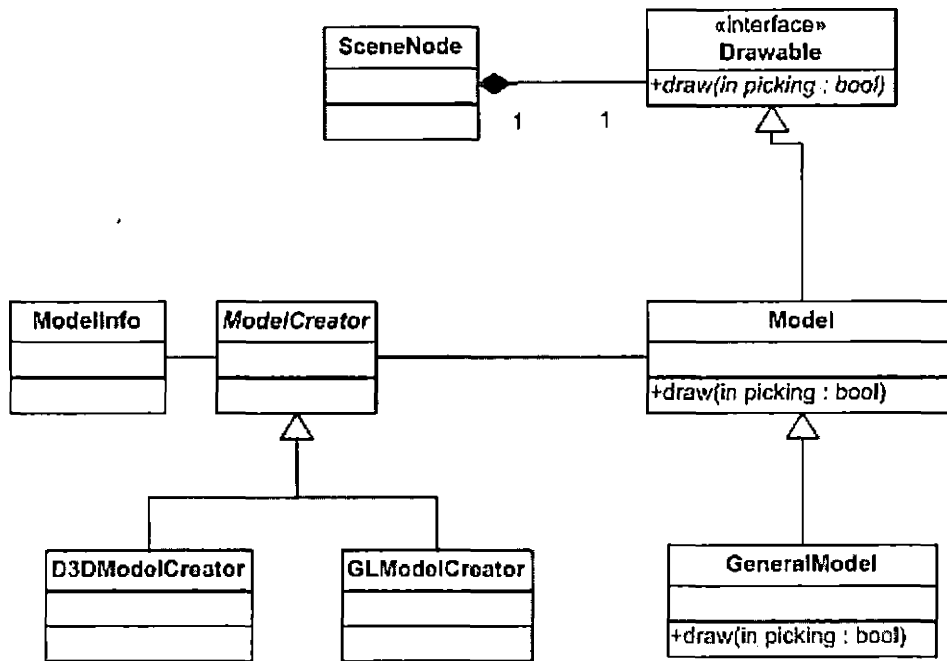 SceneNode
«interface»
Drawable
+draw(in picking : bool)
1
1
ModelInfo
ModelCreator
Model
+draw(in picking : bool)
D3DModelCreator
GLModelCreator
GeneralModel
+draw(in picking : bool)